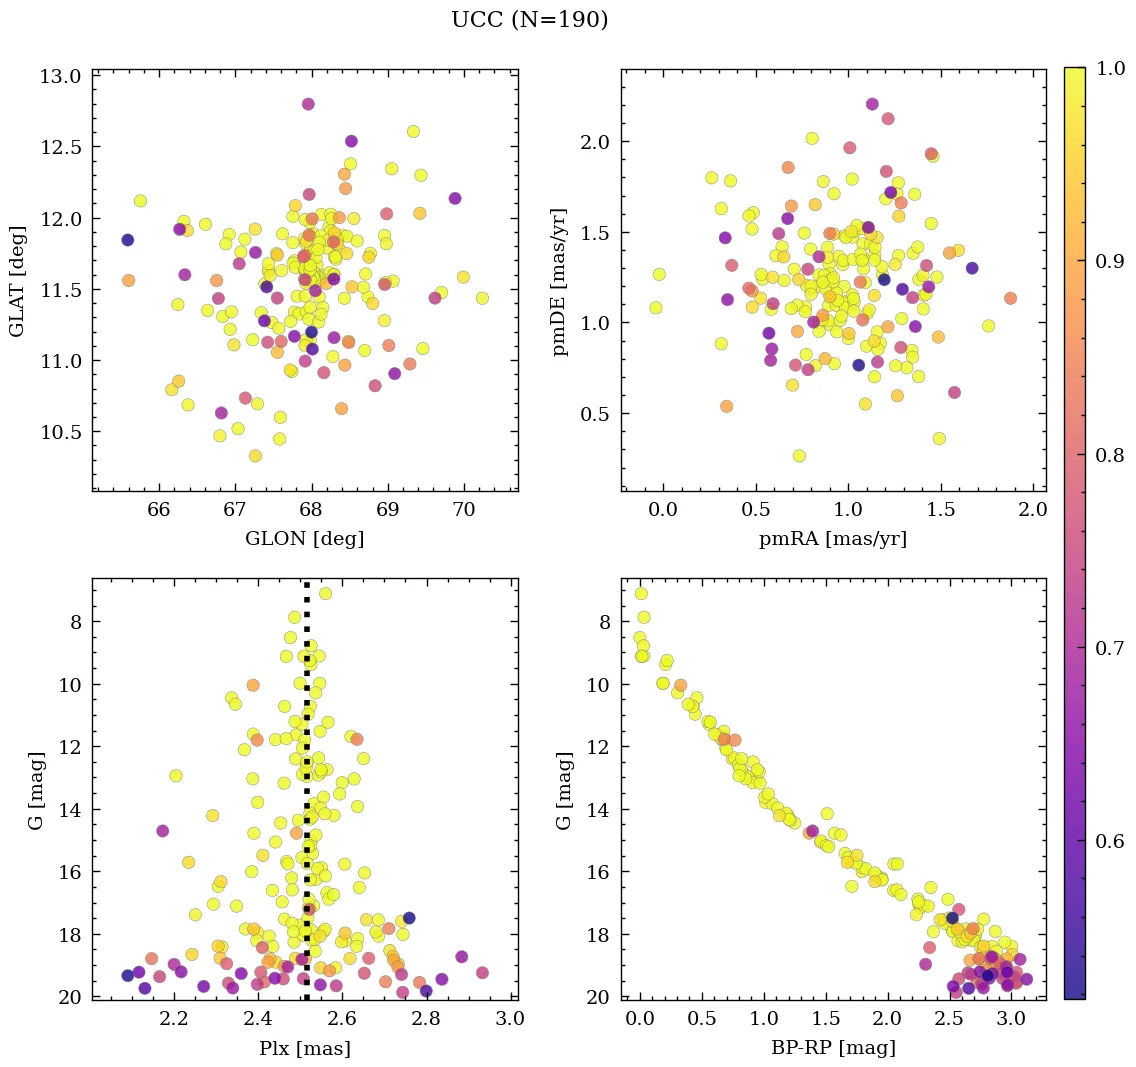 UCC (N=190)
13.0
12.5
12.0
11.5
11.0
10.5
GLAT [deg]
66 67 68 69 70
GLON [deg]
2.0
1.5
1.0
0.5
pmDE [mas/yr]
0.0 0.5 1.0 1.5 2.0
pmRA [mas/yr]
8
10
12
14
16
18
20
G [mag]
2.2 2.4 2.6 2.8 3.0
Plx [mas]
8
10
12
14
16
18
20
G [mag]
0.0 0.5 1.0 1.5 2.0 2.5 3.0
BP-RP [mag]
1.0
0.9
0.8
0.7
0.6